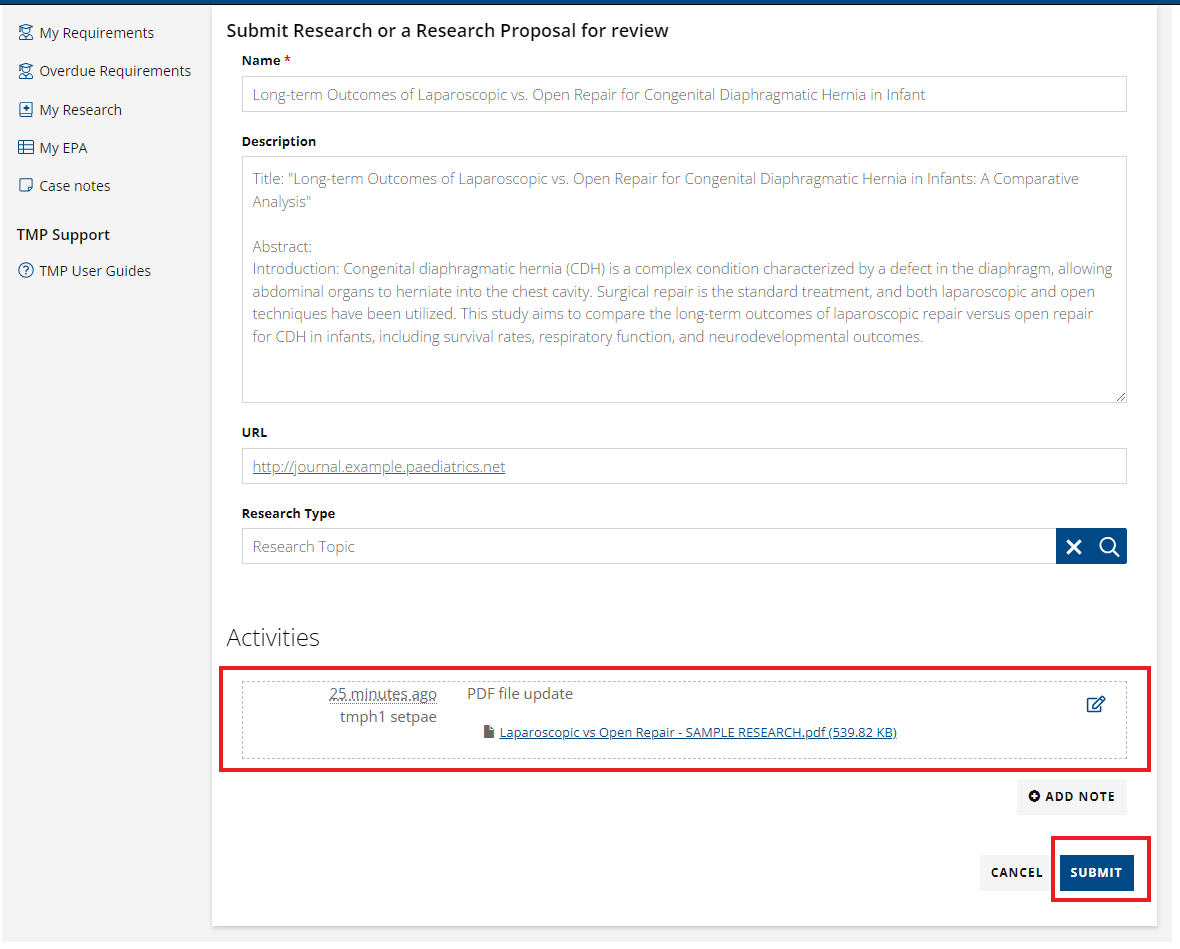 My Requirements
Overdue Requirements
My Research
My EPA
Case notes
TMP Support
TMP User Guides
Submit Research or a Research Proposal for review
Name *
Long-term Outcomes of Laparoscopic vs. Open Repair for Congenital Diaphragmatic Hernia in Infant
Description
Title: "Long-term Outcomes of Laparoscopic vs. Open Repair for Congenital Diaphragmatic Hernia in Infants: A Comparative
Analysis"
Abstract:
Introduction: Congenital diaphragmatic hernia (CDH) is a complex condition characterized by a defect in the diaphragm, allowing
abdominal organs to herniate into the chest cavity. Surgical repair is the standard treatment, and both laparoscopic and open
techniques have been utilized. This study aims to compare the long-term outcomes of laparoscopic repair versus open repair
for CDH in infants, including survival rates, respiratory function, and neurodevelopmental outcomes.
URL
http://journal.example.paediatrics.net
Research Type
Research Topic
Activities
25 minutes ago
tmph1 setpae
PDF file update
Laparoscopic vs Open Repair - SAMPLE RESEARCH.pdf (539.82 KB)
ADD NOTE
CANCEL
SUBMIT